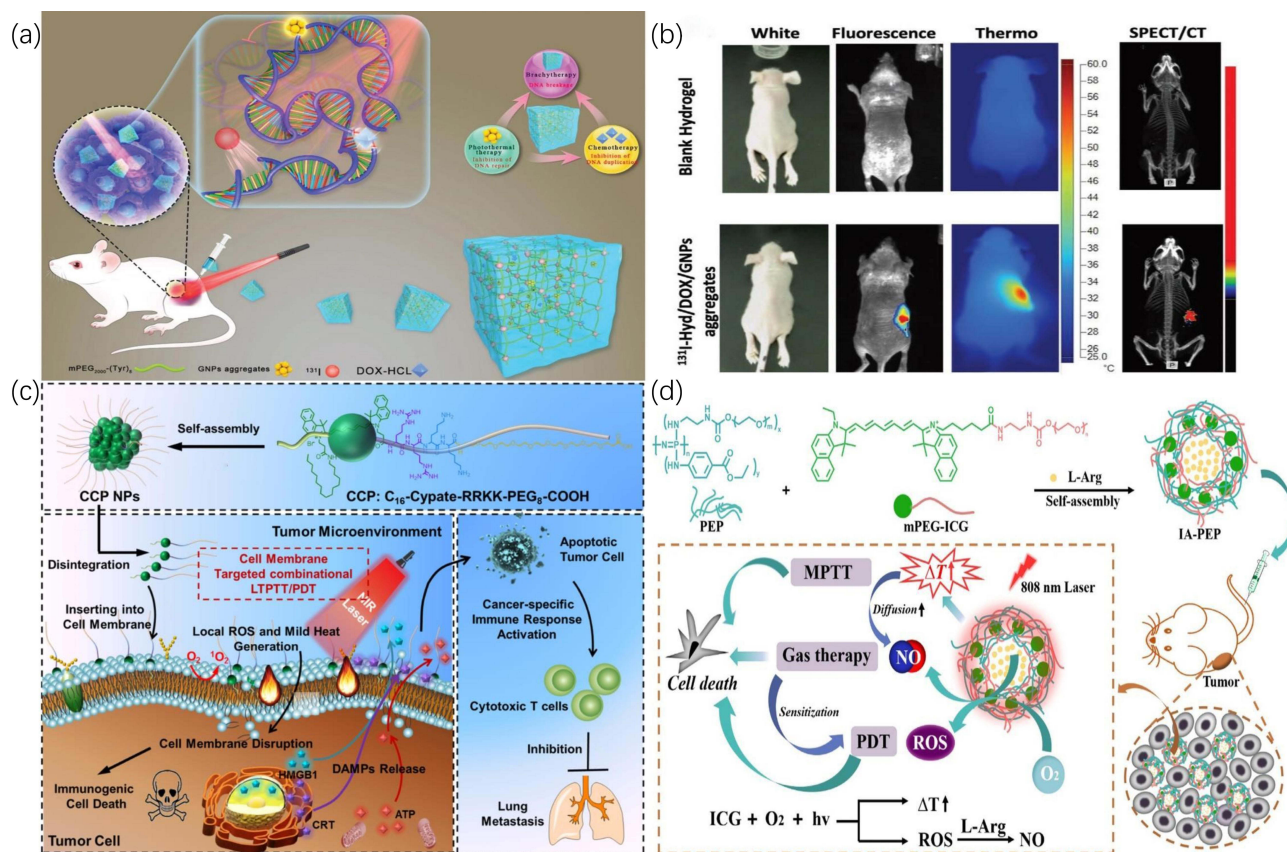 (a)
Brachytherapy
DNA breakage
Photothermal
therapy
Inhibition of
DNA repair
Chemotherapy
Inhibition of
DNA duplication
mPEG2000-(Tyr)8
GNPs aggregates
131I
DOX-HCL
(b)
White
Fluorescence
Thermo
SPECT/CT
Blank Hydrogel
131I-Hyd/DOX/GNPs
aggregates
60.0
58
56
54
52
50
48
46
44
42
40
38
36
34
32
30
28
26
25.0
°C
(c)
Self-assembly
CCP NPs
CCP: C16-Cypate-RRKK-PEG8-COOH
Tumor Microenvironment
Disintegration
Cell Membrane
Targeted combinational
LTPTT/PDT
NIR
Laser
Inserting into
Cell Membrane
Local ROS and Mild Heat
Generation
O2
1O2
Cell Membrane Disruption
Immunogenic
Cell Death
HMGB1
DAMPs Release
CRT
ATP
Tumor Cell
Apoptotic
Tumor Cell
Cancer-specific
Immune Response
Activation
Cytotoxic T cells
Inhibition
Lung
Metastasis
(d)
PEP
+
mPEG-ICG
L-Arg
Self-assembly
IA-PEP
MPTT
ΔT↑
808 nm Laser
Diffusion↑
Gas therapy
NO
Cell death
Sensitization
PDT
ROS
O2
Tumor
ICG + O2 + hv
ΔT↑
ROS
L-Arg
NO